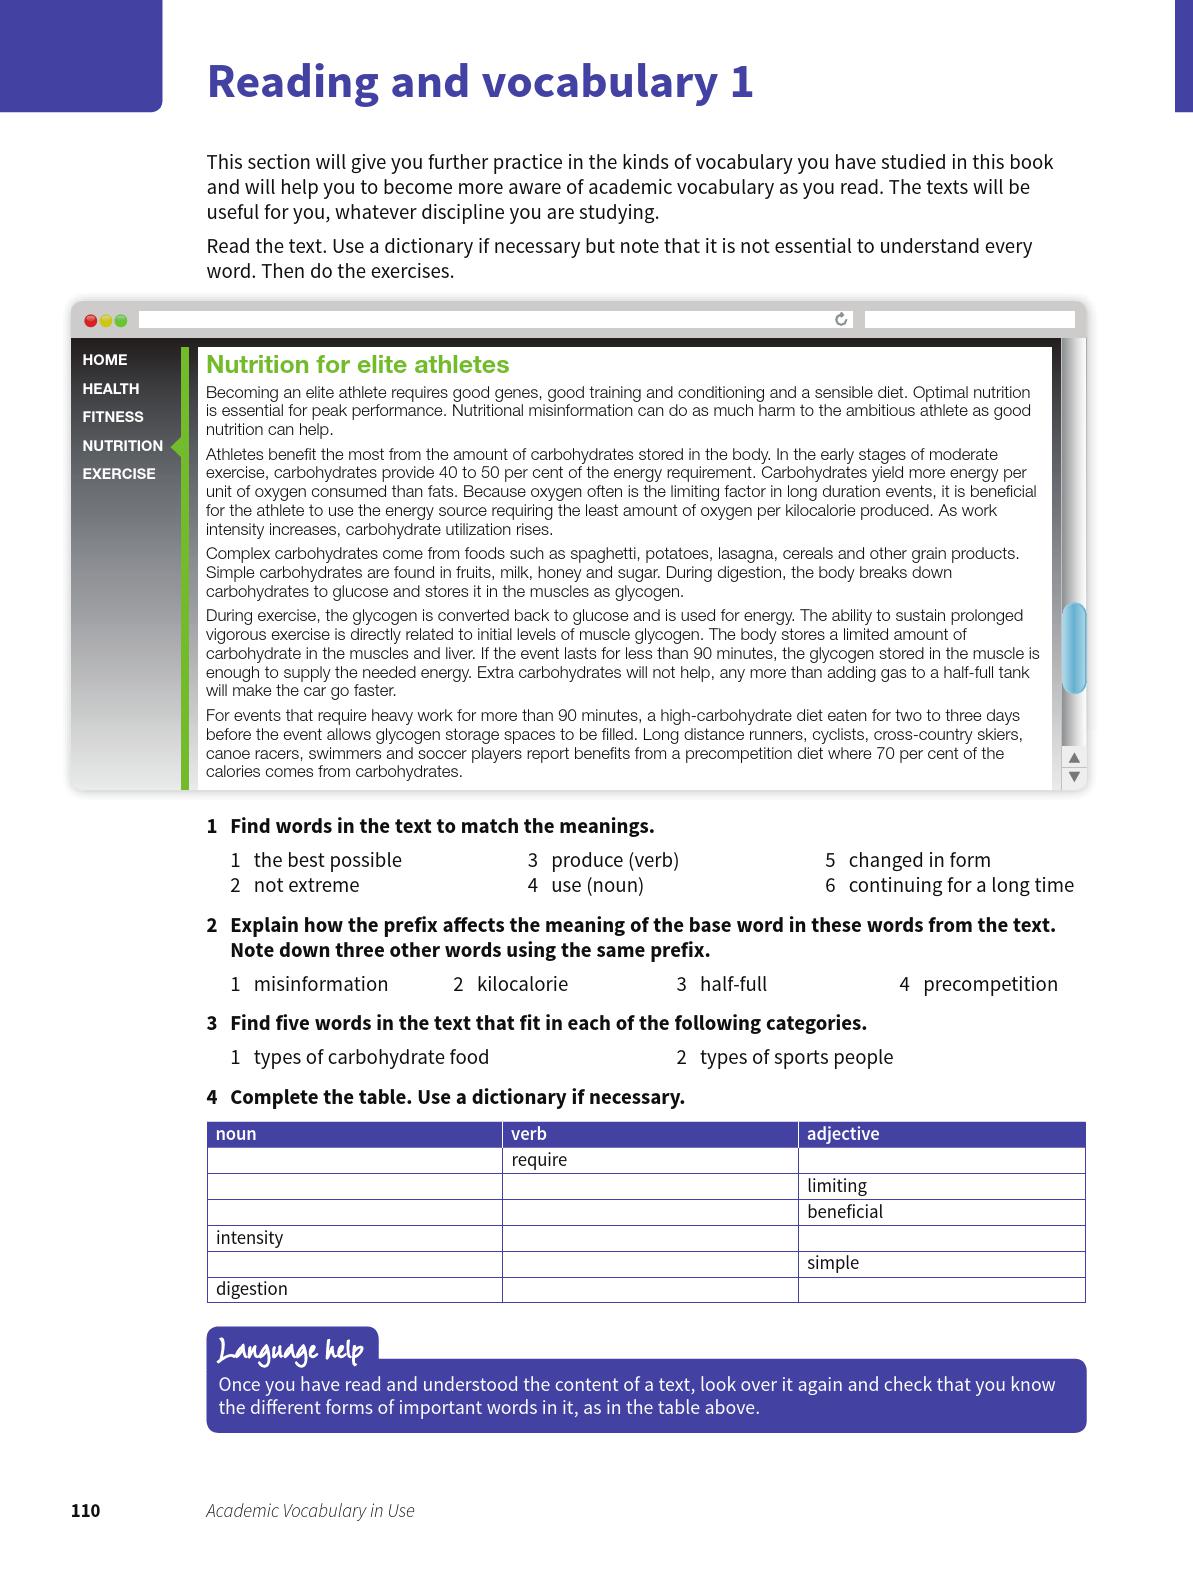 Reading and vocabulary 1
This section will give you further practice in the kinds of vocabulary you have studied in this book
and will help you to become more aware of academic vocabulary as you read. The texts will be
useful for you, whatever discipline you are studying.
Read the text. Use a dictionary if necessary but note that it is not essential to understand every
word. Then do the exercises.
HOME
HEALTH
FITNESS
NUTRITION
EXERCISE
Nutrition for elite athletes
Becoming an elite athlete requires good genes, good training and conditioning and a sensible diet. Optimal nutrition
is essential for peak performance. Nutritional misinformation can do as much harm to the ambitious athlete as good
nutrition can help.
Athletes benefit the most from the amount of carbohydrates stored in the body. In the early stages of moderate
exercise, carbohydrates provide 40 to 50 per cent of the energy requirement. Carbohydrates yield more energy per
unit of oxygen consumed than fats. Because oxygen often is the limiting factor in long duration events, it is beneficial
for the athlete to use the energy source requiring the least amount of oxygen per kilocalorie produced. As work
intensity increases, carbohydrate utilization rises.
Complex carbohydrates come from foods such as spaghetti, potatoes, lasagna, cereals and other grain products.
Simple carbohydrates are found in fruits, milk, honey and sugar. During digestion, the body breaks down
carbohydrates to glucose and stores it in the muscles as glycogen.
During exercise, the glycogen is converted back to glucose and is used for energy. The ability to sustain prolonged
vigorous exercise is directly related to initial levels of muscle glycogen. The body stores a limited amount of
carbohydrate in the muscles and liver. If the event lasts for less than 90 minutes, the glycogen stored in the muscle is
enough to supply the needed energy. Extra carbohydrates will not help, any more than adding gas to a half-full tank
will make the car go faster.
For events that require heavy work for more than 90 minutes, a high-carbohydrate diet eaten for two to three days
before the event allows glycogen storage spaces to be filled. Long distance runners, cyclists, cross-country skiers,
canoe racers, swimmers and soccer players report benefits from a precompetition diet where 70 per cent of the
calories comes from carbohydrates.
1 Find words in the text to match the meanings.
1 the best possible 3 produce (verb) 5 changed in form
2 not extreme 4 use (noun) 6 continuing for a long time
2 Explain how the prefix affects the meaning of the base word in these words from the text.
Note down three other words using the same prefix.
1 misinformation 2 kilocalorie 3 half-full 4 precompetition
3 Find five words in the text that fit in each of the following categories.
1 types of carbohydrate food 2 types of sports people
4 Complete the table. Use a dictionary if necessary.
noun verb adjective
require
limiting
beneficial
intensity
simple
digestion
Language help
Once you have read and understood the content of a text, look over it again and check that you know
the different forms of important words in it, as in the table above.
110 Academic Vocabulary in Use